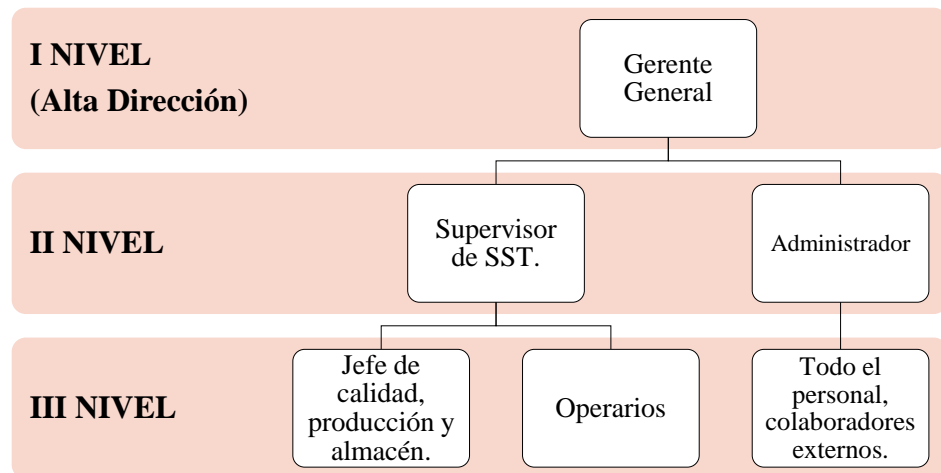 I NIVEL
(Alta Dirección)
Gerente
General
II NIVEL
Supervisor
de SST.
Administrador
III NIVEL
Jefe de
calidad,
producción y
almacén.
Operarios
Todo el
personal,
colaboradores
externos.